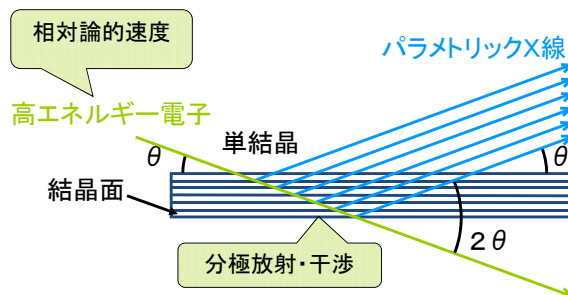 相対論的速度
パラメトリックX線
高エネルギー電子
θ
単結晶
θ
結晶面
2θ
分極放射・干渉